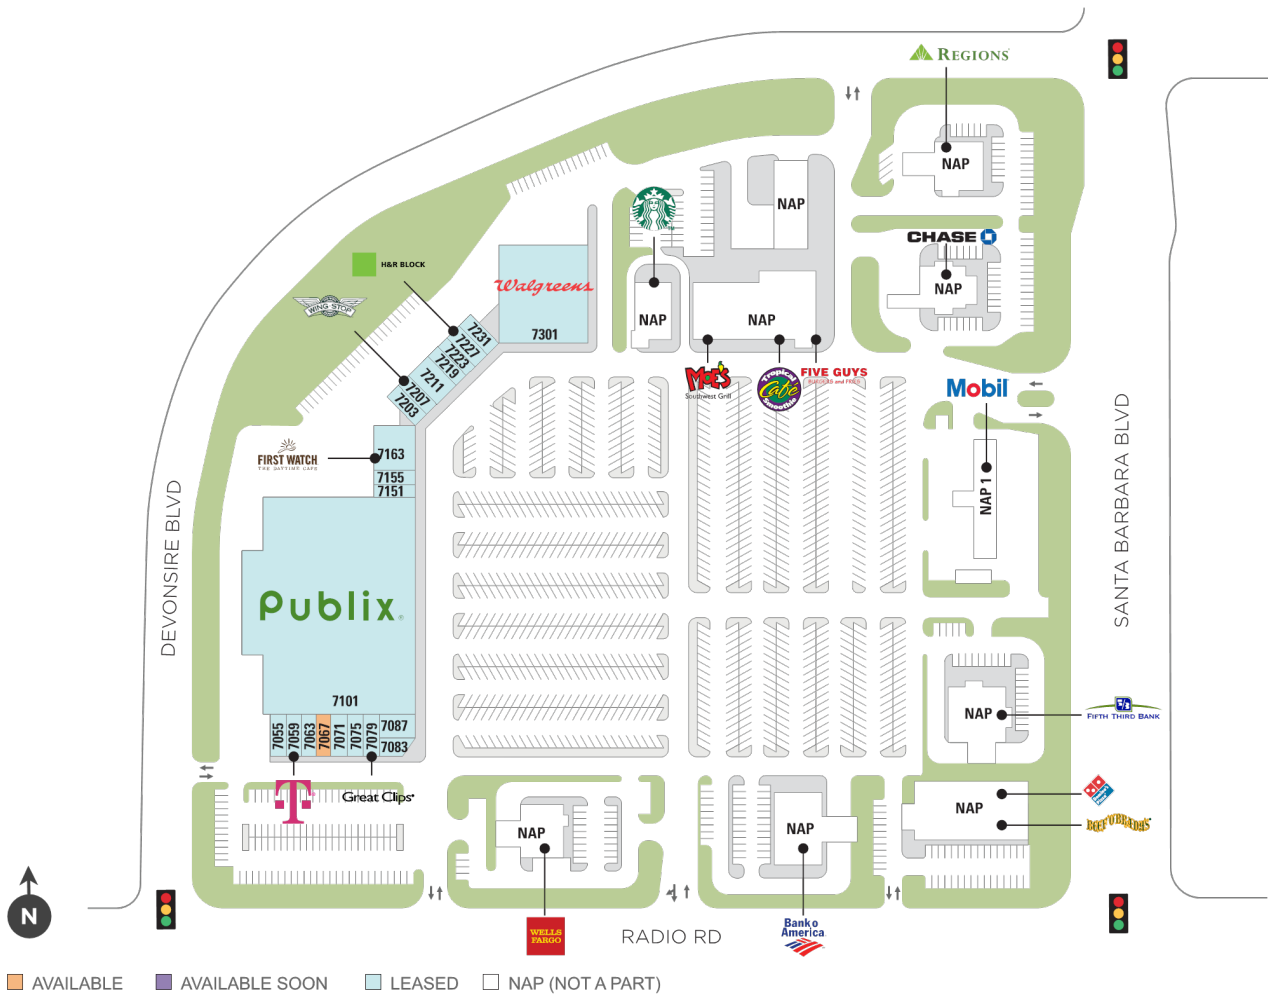 REGIONS
NAP
NAP
CHASE
NAP
H&R BLOCK
WING·STOP
Walgreens
7301
NAP
NAP
7231
7227
7223
7219
7211
7207
7203
MOE'S
Southwest Grill
Tropical
Cafe
Smoothie
FIVE GUYS
BURGERS and FRIES
Mobil
NAP 1
FIRST WATCH
THE DAYTIME CAFE
7163
7155
7151
DEVONSIRE BLVD
SANTA BARBARA BLVD
Publix
7101
7055
7059
7063
7067
7071
7075
7079
7087
7083
NAP
FIFTH THIRD BANK
T
Great Clips
NAP
NAP
NAP
Domino's
Pizza
BEEF 'O' BRADY'S
N
WELLS
FARGO
RADIO RD
Bank o
America
AVAILABLE
AVAILABLE SOON
LEASED
NAP (NOT A PART)